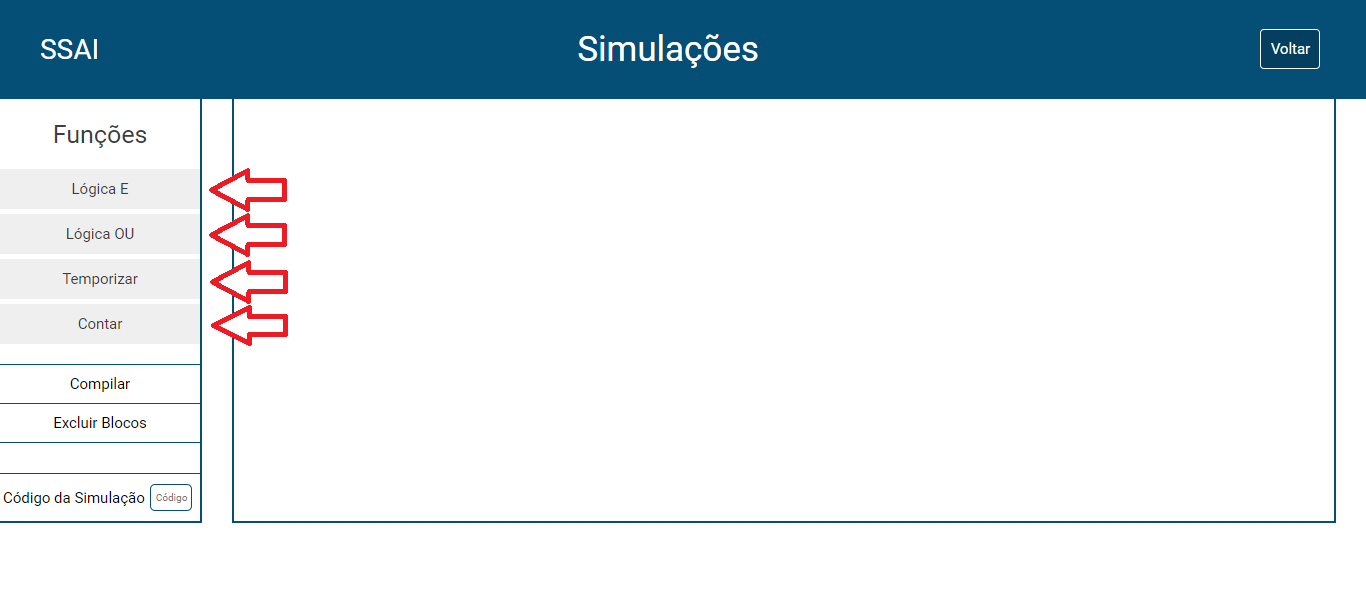 SSAI
Simulações
Voltar
Funções
Lógica E
Lógica OU
Temporizar
Contar
Compilar
Excluir Blocos
Código da Simulação Código